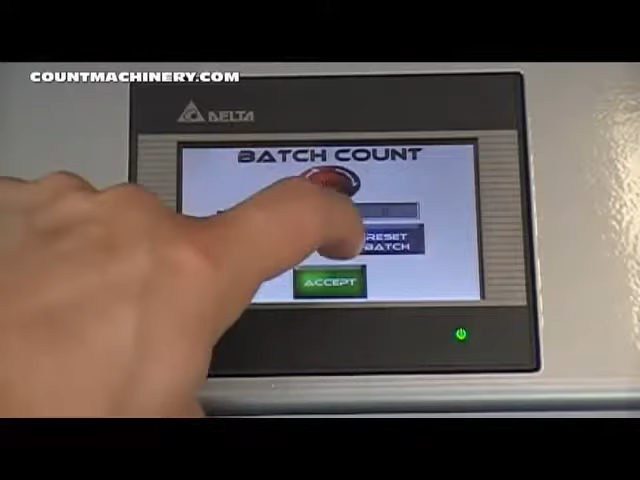 COUNTMACHINERY.COM
DELTA
BATCH COUNT
RESET
BATCH
ACCEPT